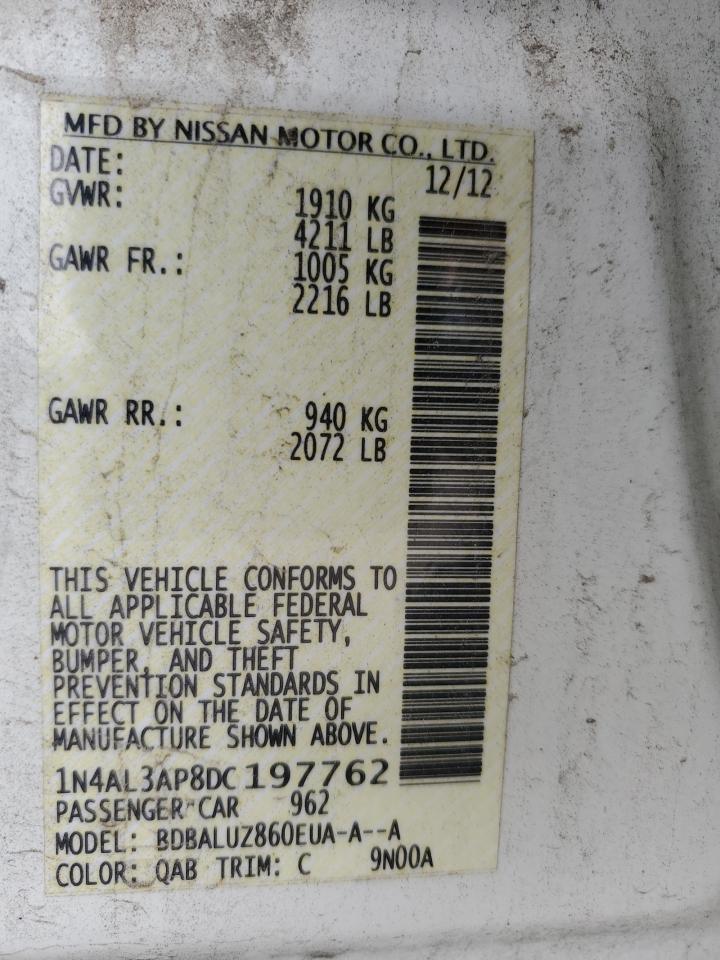 MFD BY NISSAN MOTOR CO., LTD.
DATE: 12/12
GVWR: 1910 KG
4211 LB
GAWR FR.: 1005 KG
2216 LB
GAWR RR.: 940 KG
2072 LB
THIS VEHICLE CONFORMS TO
ALL APPLICABLE FEDERAL
MOTOR VEHICLE SAFETY,
BUMPER, AND THEFT
PREVENTION STANDARDS IN
EFFECT ON THE DATE OF
MANUFACTURE SHOWN ABOVE.
1N4AL3AP8DC197762
PASSENGER CAR 962
MODEL: BDBALUZ860EUA-A--A
COLOR: QAB TRIM: C 9N00A